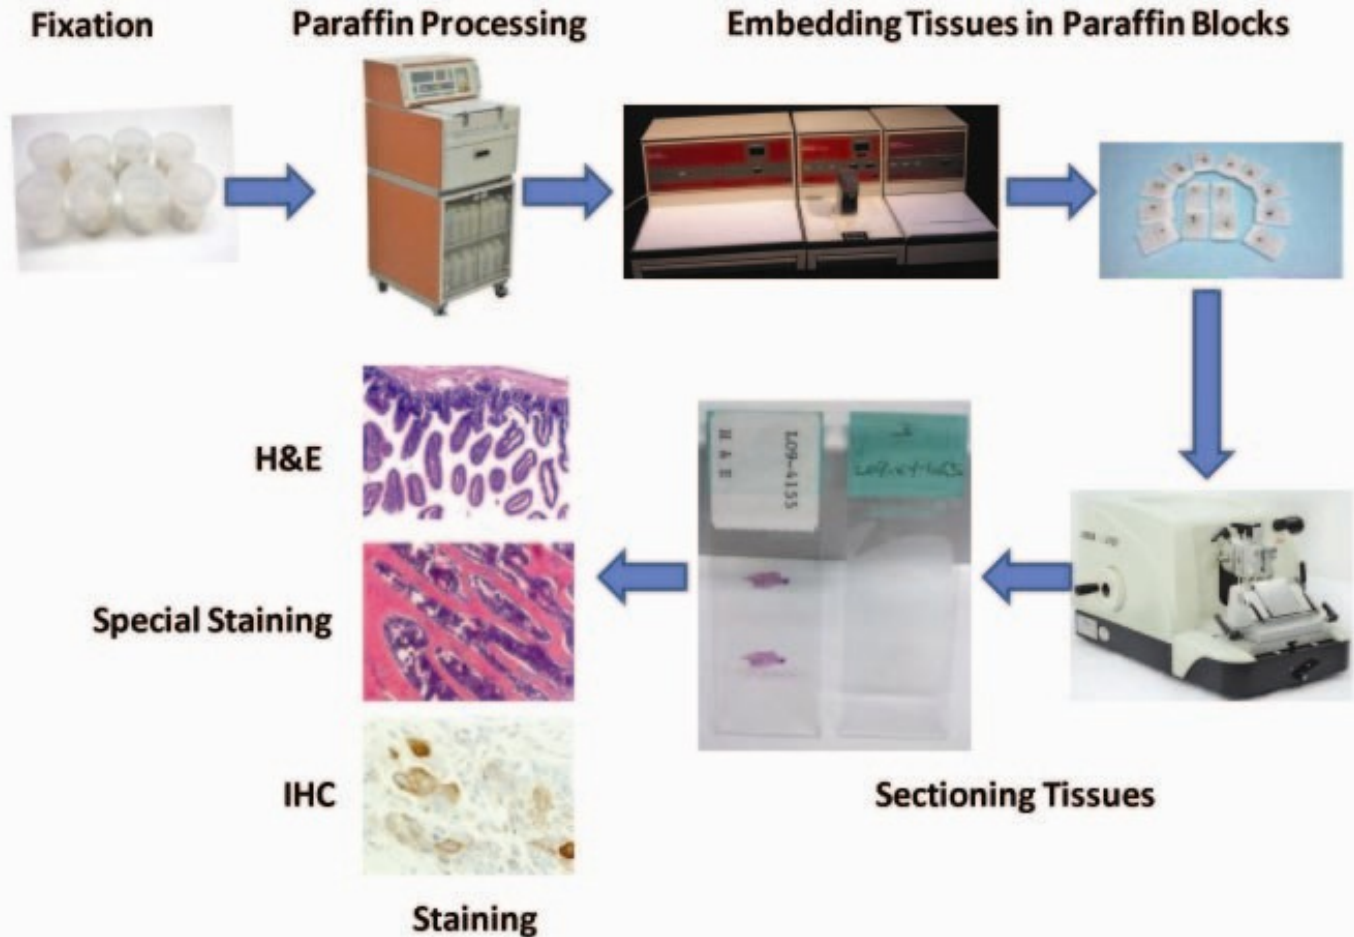 Fixation
Paraffin Processing
Embedding Tissues in Paraffin Blocks
H&E
Special Staining
IHC
Staining
H & E
L09-4155
Sectioning Tissues